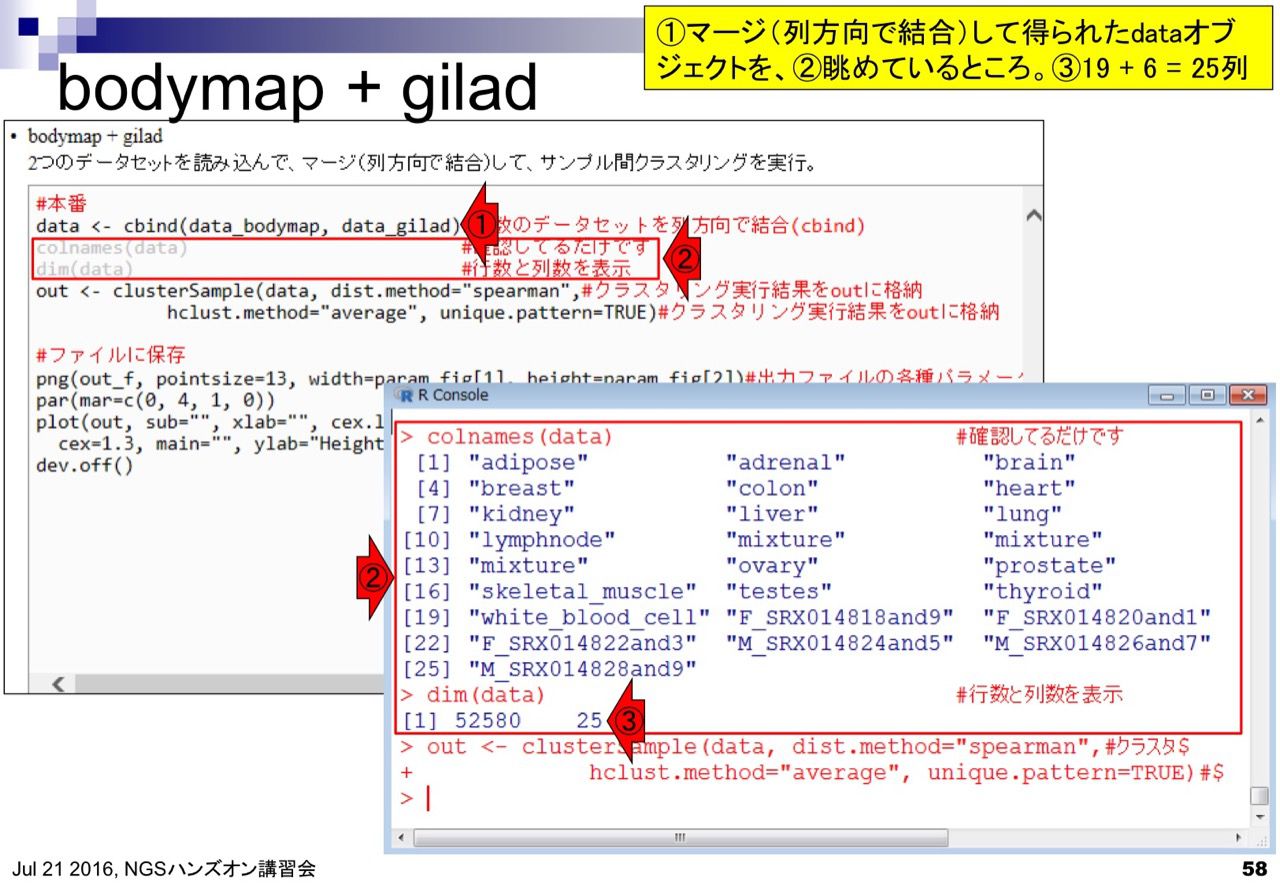 ①マージ（列方向で結合）して得られたdataオブ
ジェクトを、②眺めているところ。③19 + 6 = 25列
bodymap + gilad
• bodymap + gilad
2つのデータセットを読み込んで、マージ（列方向で結合）して、サンプル間クラスタリングを実行。
#本番
data <- cbind(data_bodymap, data_gilad) ① 数のデータセットを列方向で結合(cbind)
colnames(data) #確認してるだけです
dim(data) #行数と列数を表示
②
out <- clusterSample(data, dist.method="spearman",#クラスタリング実行結果をoutに格納
hclust.method="average", unique.pattern=TRUE)#クラスタリング実行結果をoutに格納
#ファイルに保存
png(out_f, pointsize=13, width=param_fig[1], height=param_fig[2])#出力ファイルの各種パラメー
par(mar=c(0, 4, 1, 0))
plot(out, sub="", xlab="", cex.l
cex=1.3, main="", ylab="Height
dev.off()
R Console
> colnames(data) #確認してるだけです
[1] "adipose" "adrenal" "brain"
[4] "breast" "colon" "heart"
[7] "kidney" "liver" "lung"
[10] "lymphnode" "mixture" "mixture"
[13] "mixture" "ovary" "prostate"
②
[16] "skeletal_muscle" "testes" "thyroid"
[19] "white_blood_cell" "F_SRX014818and9" "F_SRX014820and1"
[22] "F_SRX014822and3" "M_SRX014824and5" "M_SRX014826and7"
[25] "M_SRX014828and9"
> dim(data) #行数と列数を表示
[1] 52580 25 ③
> out <- clusterSample(data, dist.method="spearman",#クラスタ$
+ hclust.method="average", unique.pattern=TRUE)#$
>
Jul 21 2016, NGSハンズオン講習会
58